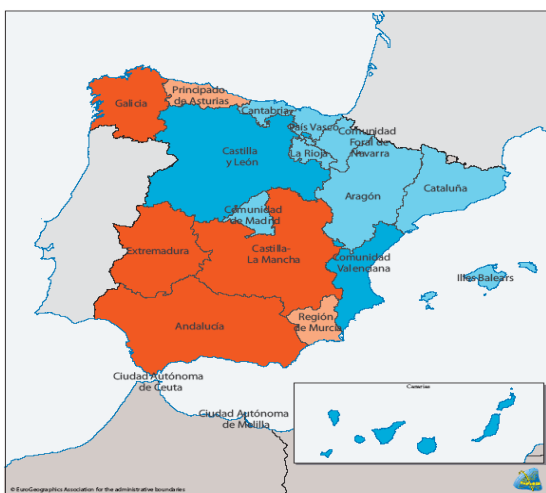 Principado
de Asturias
Galicia
Cantabria
País Vasco
Comunidad
Foral de
Navarra
La Rioja
Castilla
y León
Cataluña
Aragón
Comunidad
de Madrid
Extremadura
Castilla-
La Mancha
Comunidad
Valenciana
Illes Balears
Andalucía
Región
de Murcia
Ciudad Autónoma
de Ceuta
Canarias
Ciudad Autónoma
de Melilla
© EuroGeographics Association for the administrative boundaries